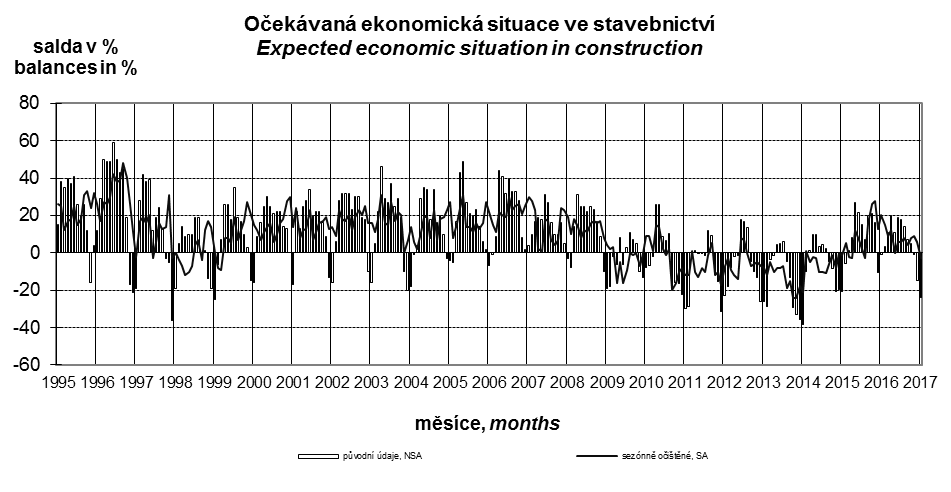 Očekávaná ekonomická situace ve stavebnictví
Expected economic situation in construction
salda v %
balances in %
80
60
40
20
0
-20
-40
-60
1995 1996 1997 1998 1999 2000 2001 2002 2003 2004 2005 2006 2007 2008 2009 2010 2011 2012 2013 2014 2015 2016 2017
měsíce, months
původní údaje, NSA sezónně očištěné, SA